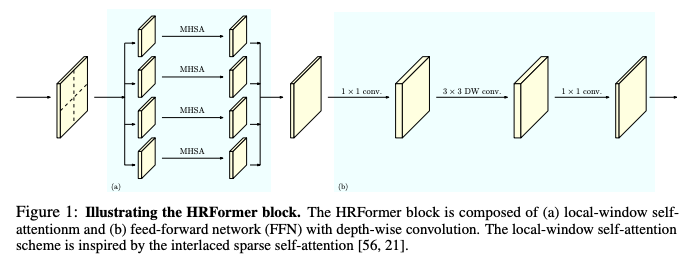 MHSA
MHSA
MHSA
MHSA
1 × 1 conv.
3 × 3 DW conv.
1 × 1 conv.
(a)
(b)
Figure 1: Illustrating the HRFormer block. The HRFormer block is composed of (a) local-window self-
attentionm and (b) feed-forward network (FFN) with depth-wise convolution. The local-window self-attention
scheme is inspired by the interlaced sparse self-attention [56, 21].